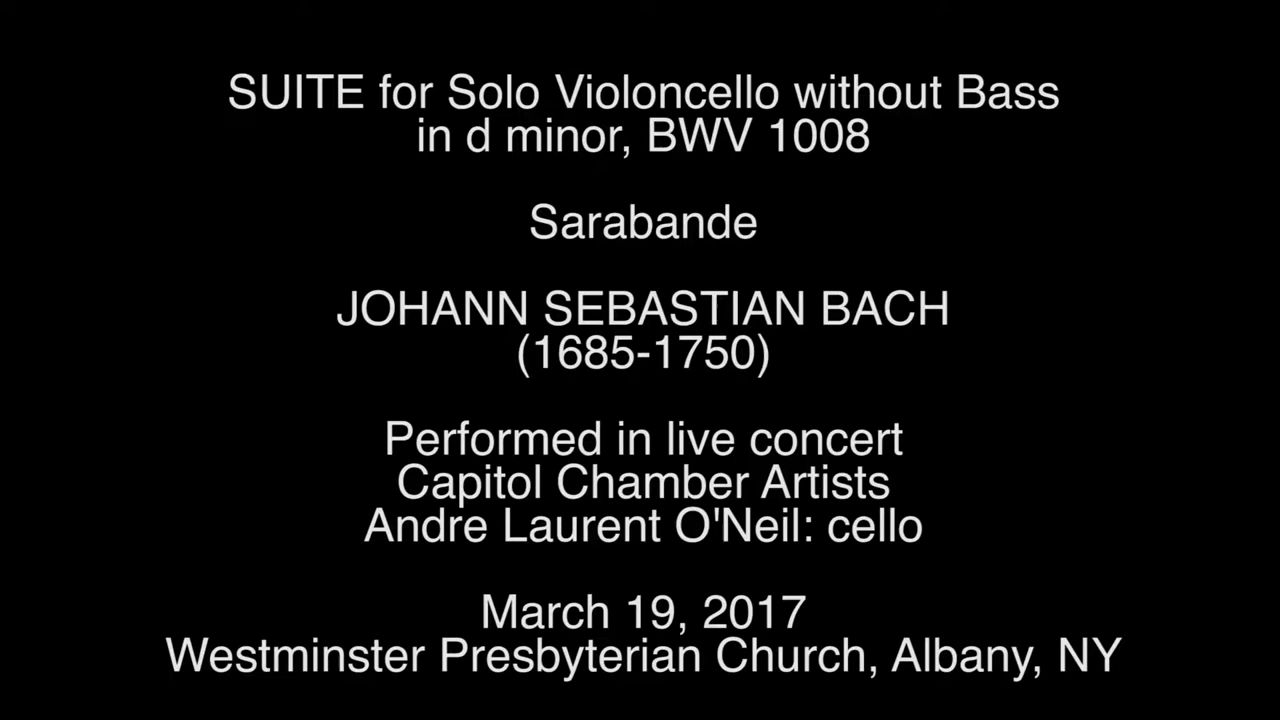 SUITE for Solo Violoncello without Bass
in d minor, BWV 1008
Sarabande
JOHANN SEBASTIAN BACH
(1685-1750)
Performed in live concert
Capitol Chamber Artists
Andre Laurent O'Neil: cello
March 19, 2017
Westminster Presbyterian Church, Albany, NY